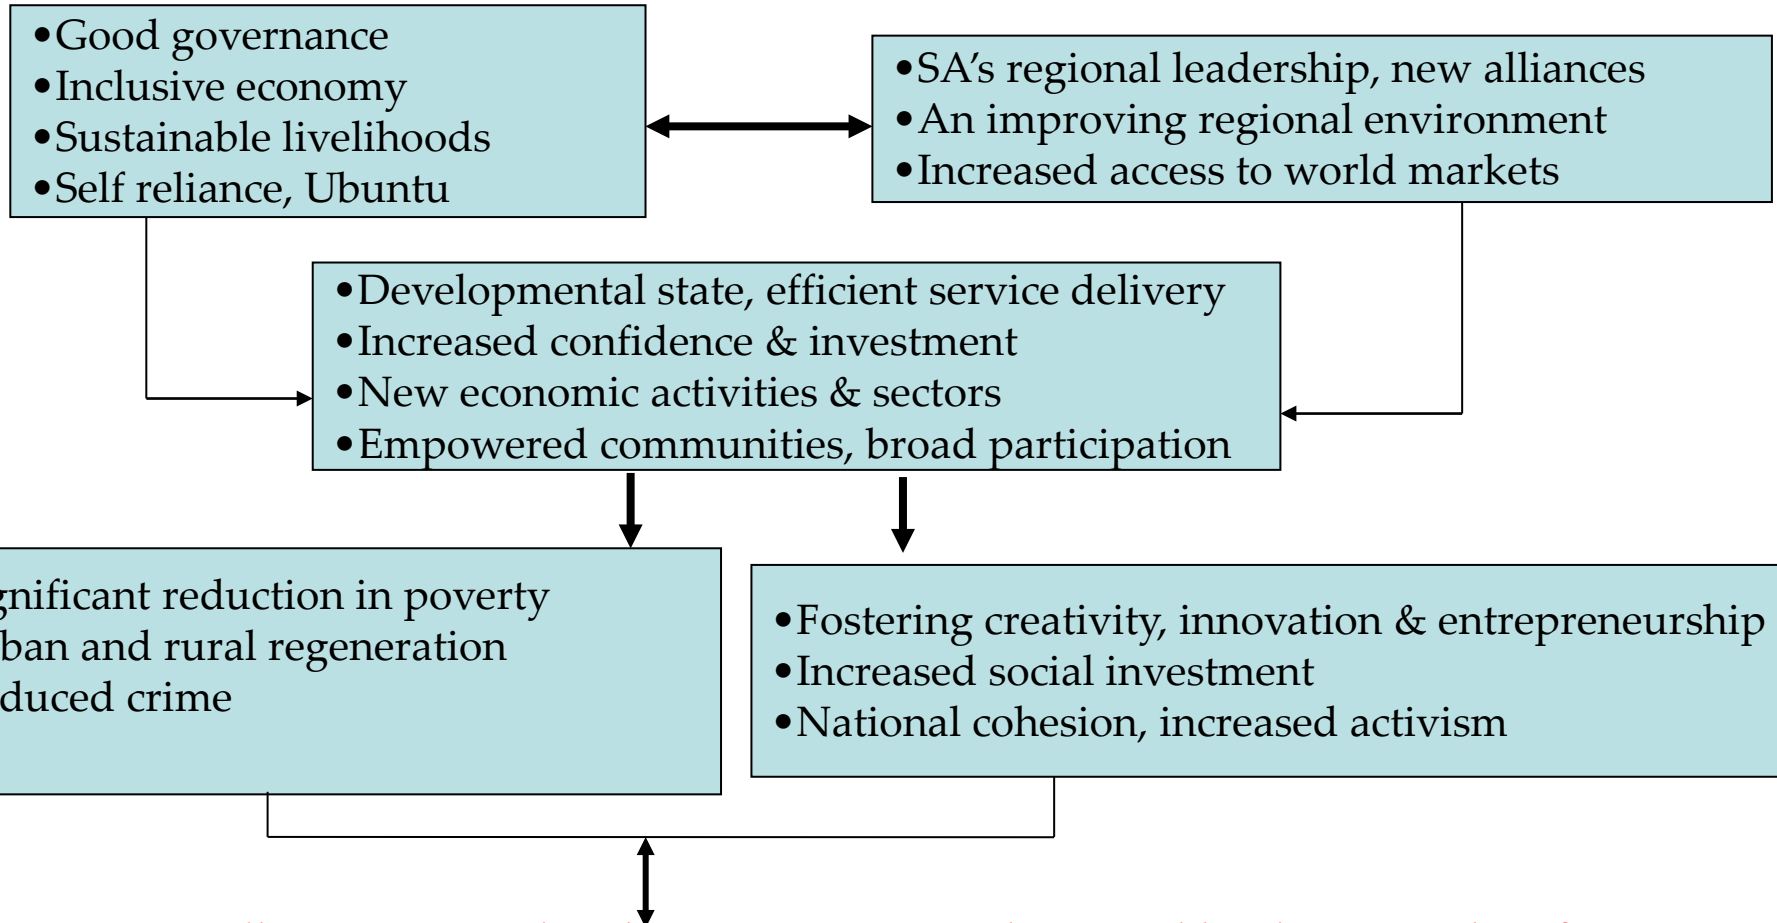 •Good governance
•Inclusive economy
•Sustainable livelihoods
•Self reliance, Ubuntu
•SA’s regional leadership, new alliances
•An improving regional environment
•Increased access to world markets
•Developmental state, efficient service delivery
•Increased confidence & investment
•New economic activities & sectors
•Empowered communities, broad participation
gnificant reduction in poverty
ban and rural regeneration
duced crime
•Fostering creativity, innovation & entrepreneurship
•Increased social investment
•National cohesion, increased activism